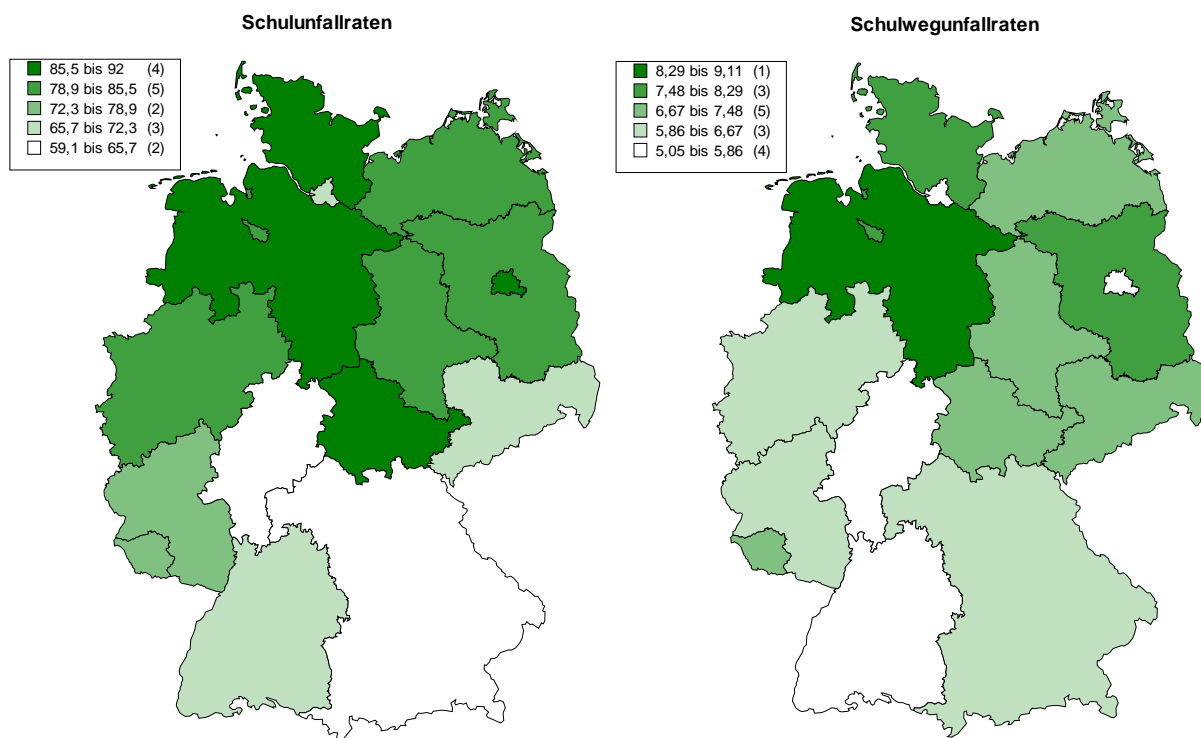 Schulunfallraten
85,5 bis 92 (4)
78,9 bis 85,5 (5)
72,3 bis 78,9 (2)
65,7 bis 72,3 (3)
59,1 bis 65,7 (2)
Schulwegunfallraten
8,29 bis 9,11 (1)
7,48 bis 8,29 (3)
6,67 bis 7,48 (5)
5,86 bis 6,67 (3)
5,05 bis 5,86 (4)